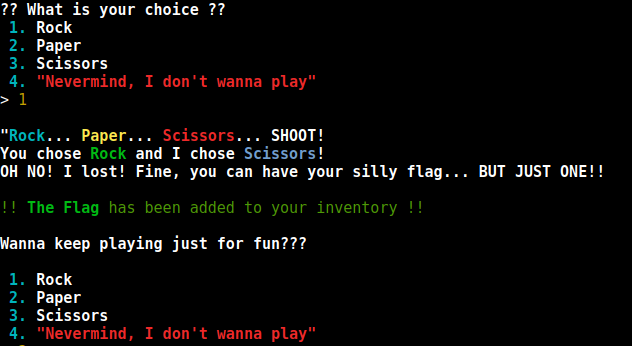 ?? What is your choice ??
1. Rock
2. Paper
3. Scissors
4. "Nevermind, I don't wanna play"
> 1
"Rock... Paper... Scissors... SHOOT!
You chose Rock and I chose Scissors!
OH NO! I lost! Fine, you can have your silly flag... BUT JUST ONE!!
!! The Flag has been added to your inventory !!
Wanna keep playing just for fun???
1. Rock
2. Paper
3. Scissors
4. "Nevermind, I don't wanna play"